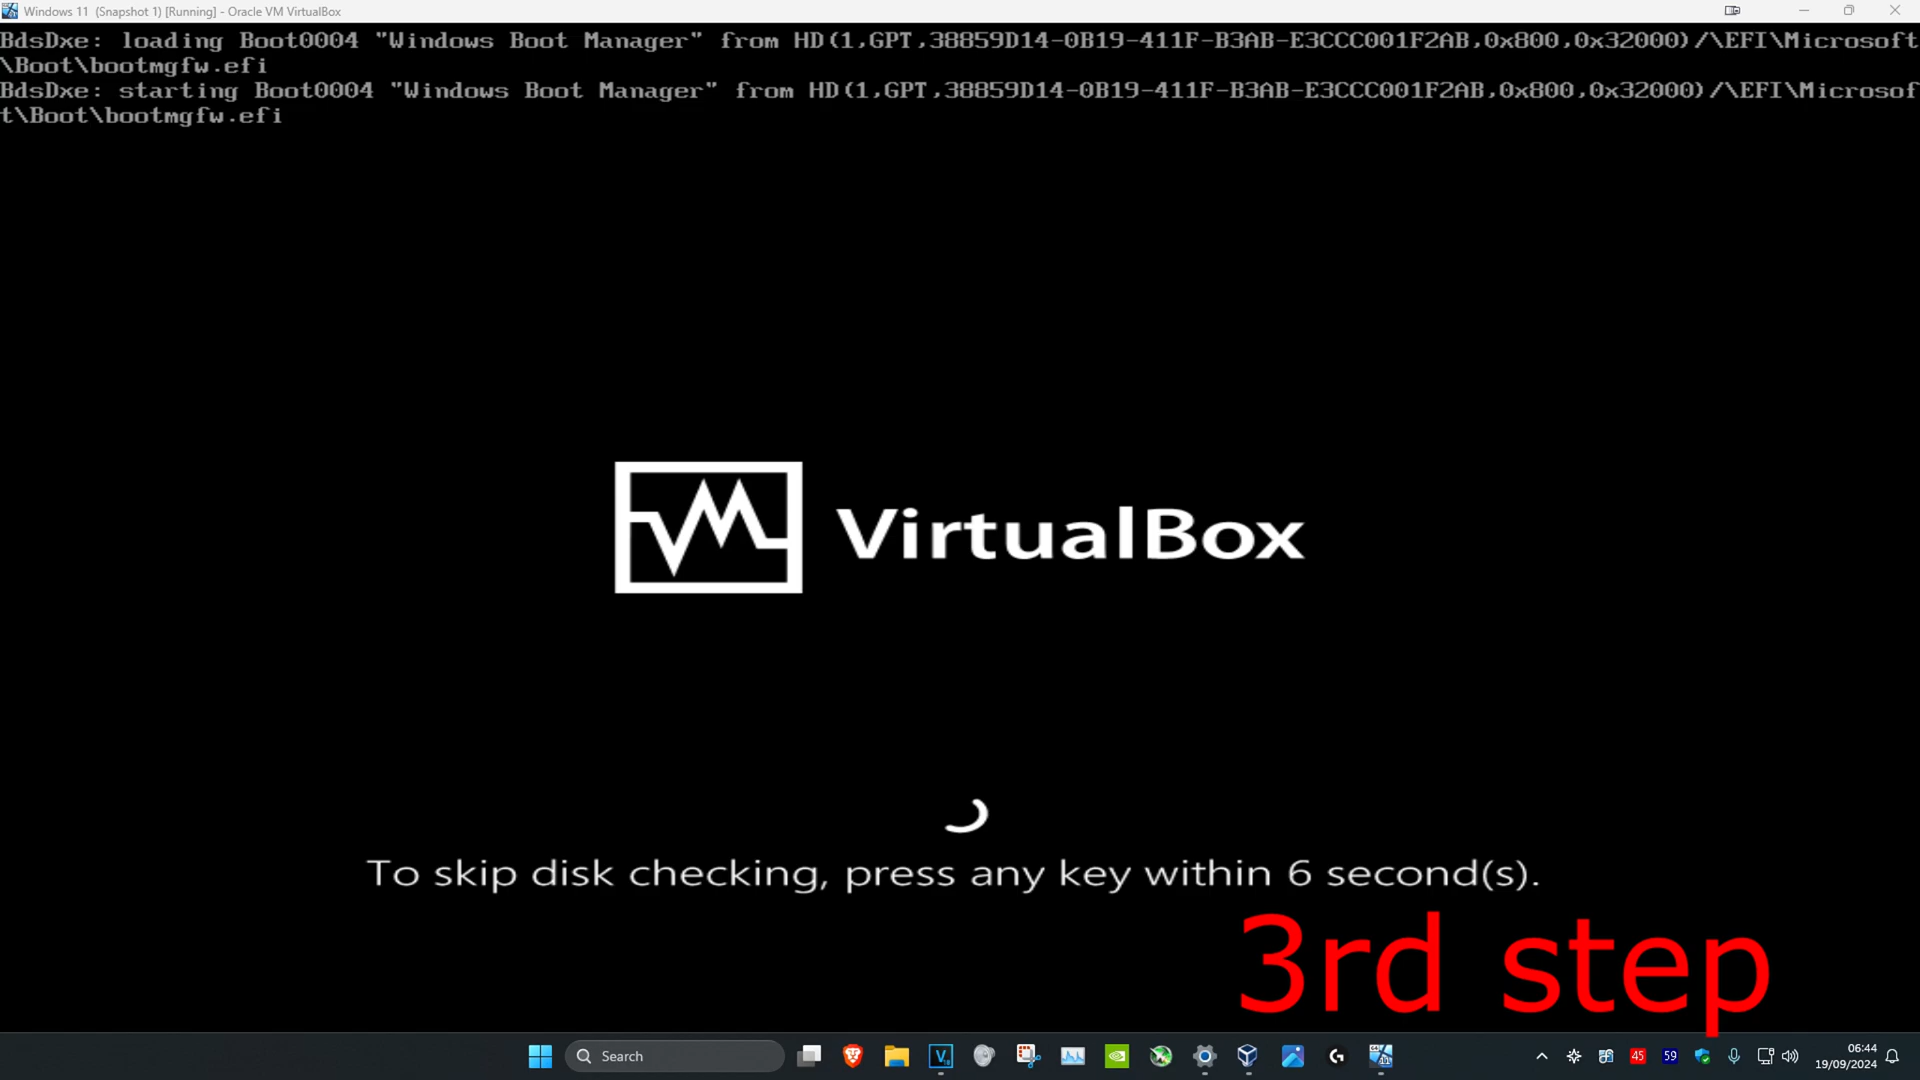 Windows 11 (Snapshot 1) [Running] - Oracle VM VirtualBox
BdsDxe: loading Boot0004 "Windows Boot Manager" from HD(1,GPT,38859D14-0B19-411F-B3AB-E3CCC001F2AB,0x800,0x32000)/\EFI\Microsoft
\Boot\bootmgfw.efi
BdsDxe: starting Boot0004 "Windows Boot Manager" from HD(1,GPT,38859D14-0B19-411F-B3AB-E3CCC001F2AB,0x800,0x32000)/\EFI\Microsof
t\Boot\bootmgfw.efi
VirtualBox
To skip disk checking, press any key within 6 second(s).
3rd step
Search
45
59
06:44
19/09/2024